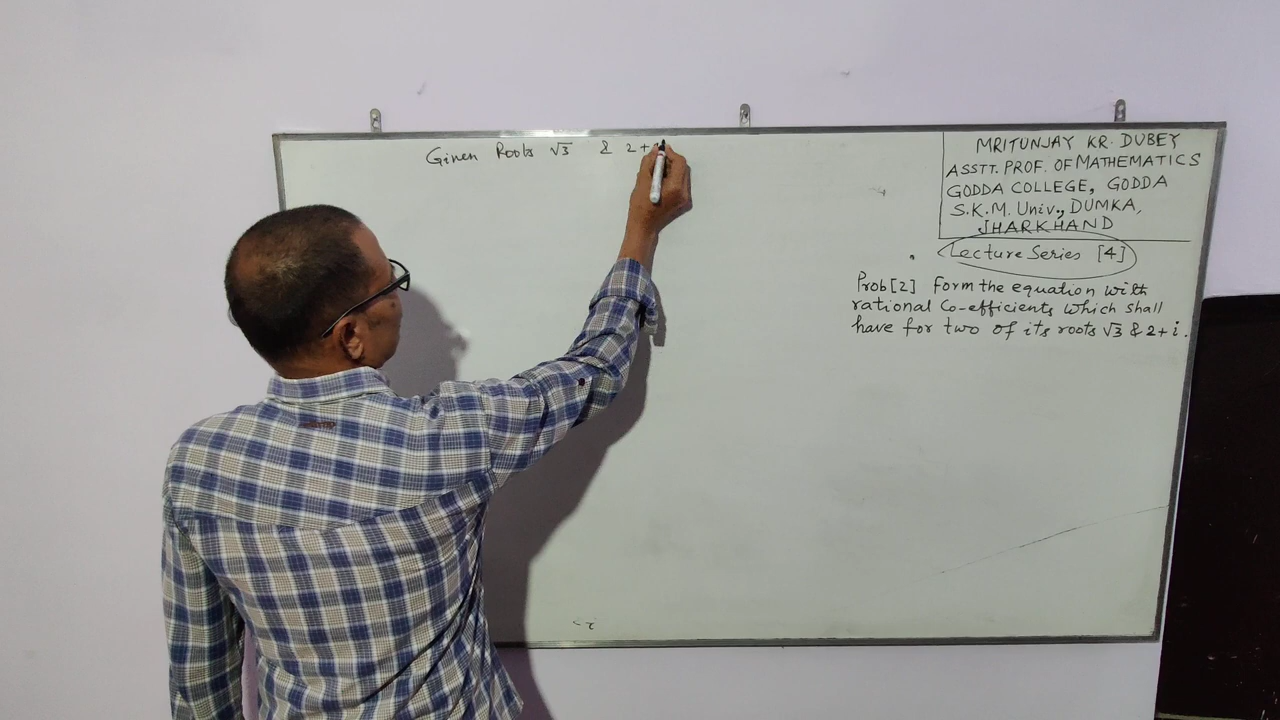 Given Roots √3 & 2+
MRITUNJAY KR. DUBEY
ASSTT. PROF. OF MATHEMATICS
GODDA COLLEGE, GODDA
S.K.M. Univ., DUMKA,
JHARKHAND
Lecture Series [4]
Prob[2] Form the equation with
rational Co-efficients which shall
have for two of its roots √3 & 2+i.